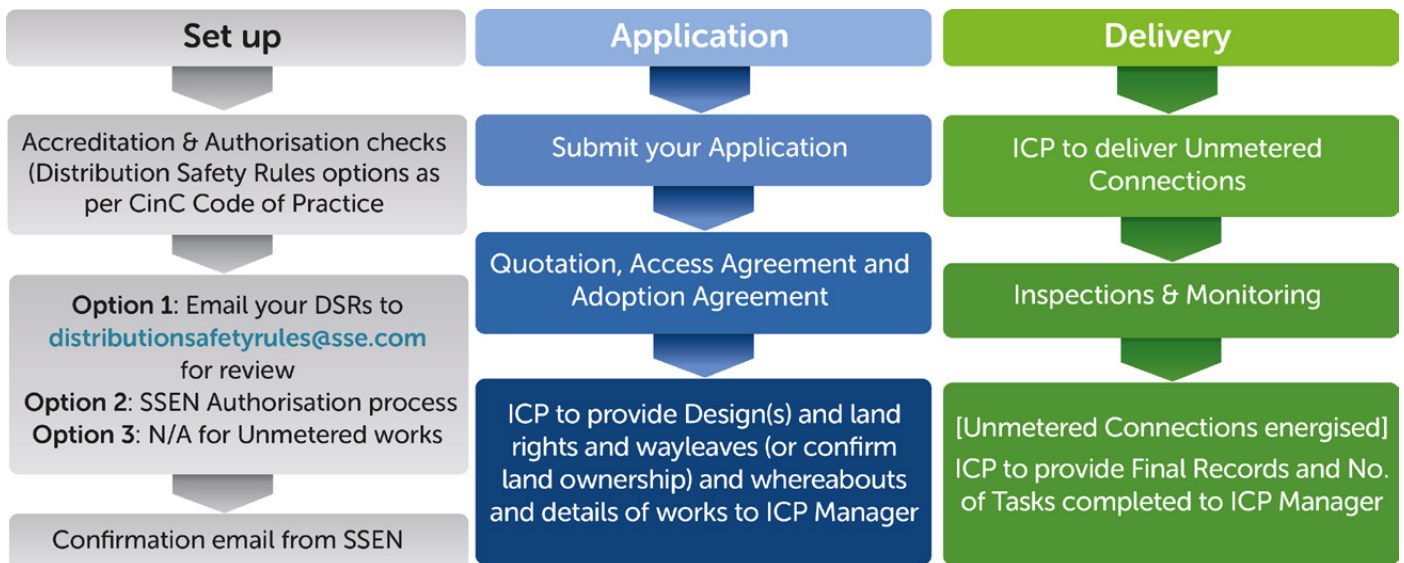 Set up
Accreditation & Authorisation checks
(Distribution Safety Rules options as
per CinC Code of Practice
Option 1: Email your DSRs to
distributionsafetyrules@sse.com
for review
Option 2: SSEN Authorisation process
Option 3: N/A for Unmetered works
Confirmation email from SSEN
Application
Submit your Application
Quotation, Access Agreement and
Adoption Agreement
ICP to provide Design(s) and land
rights and wayleaves (or confirm
land ownership) and whereabouts
and details of works to ICP Manager
Delivery
ICP to deliver Unmetered
Connections
Inspections & Monitoring
[Unmetered Connections energised]
ICP to provide Final Records and No.
of Tasks completed to ICP Manager